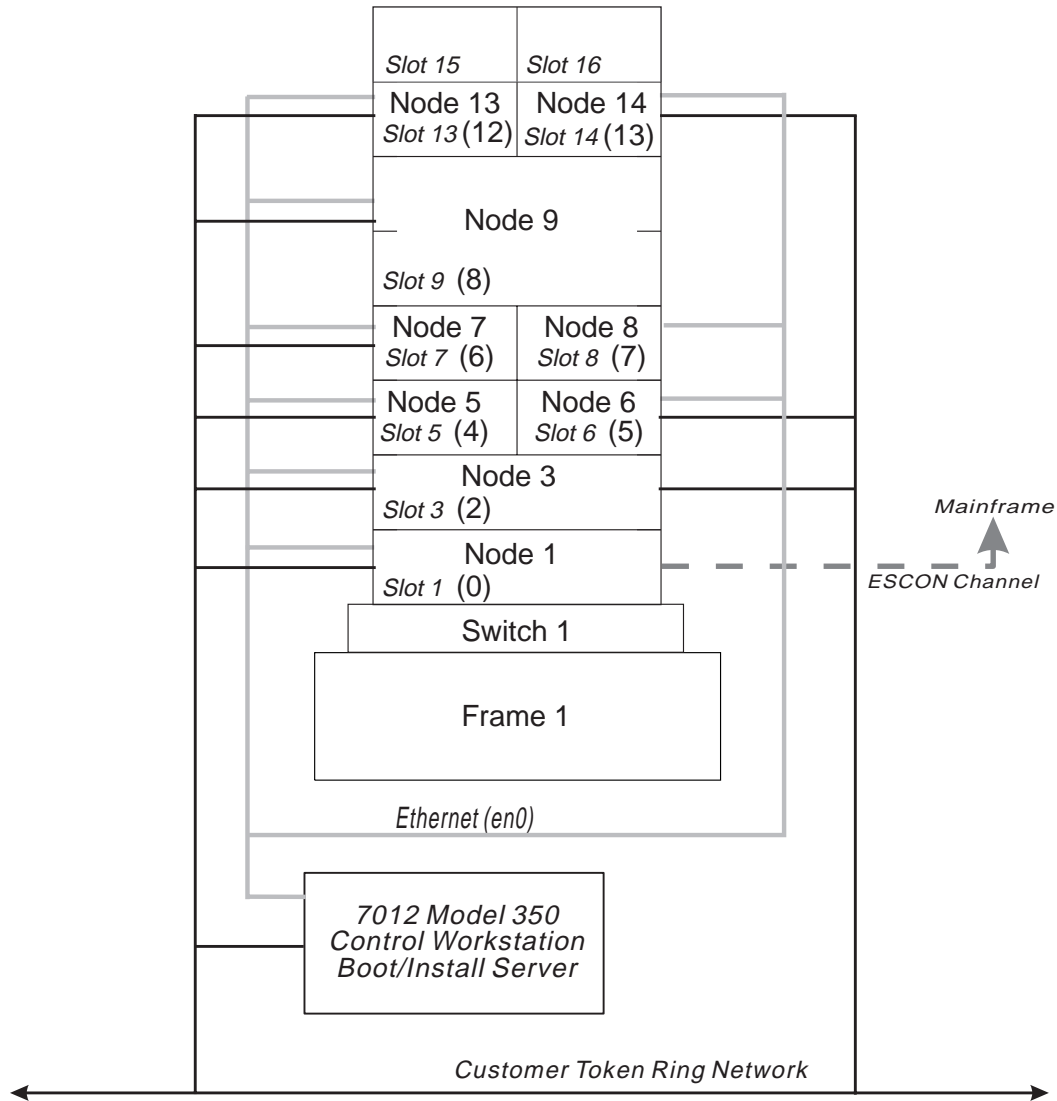 Slot 15
Slot 16
Node 13
Slot 13 (12)
Node 14
Slot 14 (13)
Node 9
Slot 9 (8)
Node 7
Slot 7 (6)
Node 8
Slot 8 (7)
Node 5
Slot 5 (4)
Node 6
Slot 6 (5)
Node 3
Slot 3 (2)
Mainframe
Node 1
Slot 1 (0)
ESCON Channel
Switch 1
Frame 1
Ethernet (en0)
7012 Model 350
Control Workstation
Boot/Install Server
Customer Token Ring Network